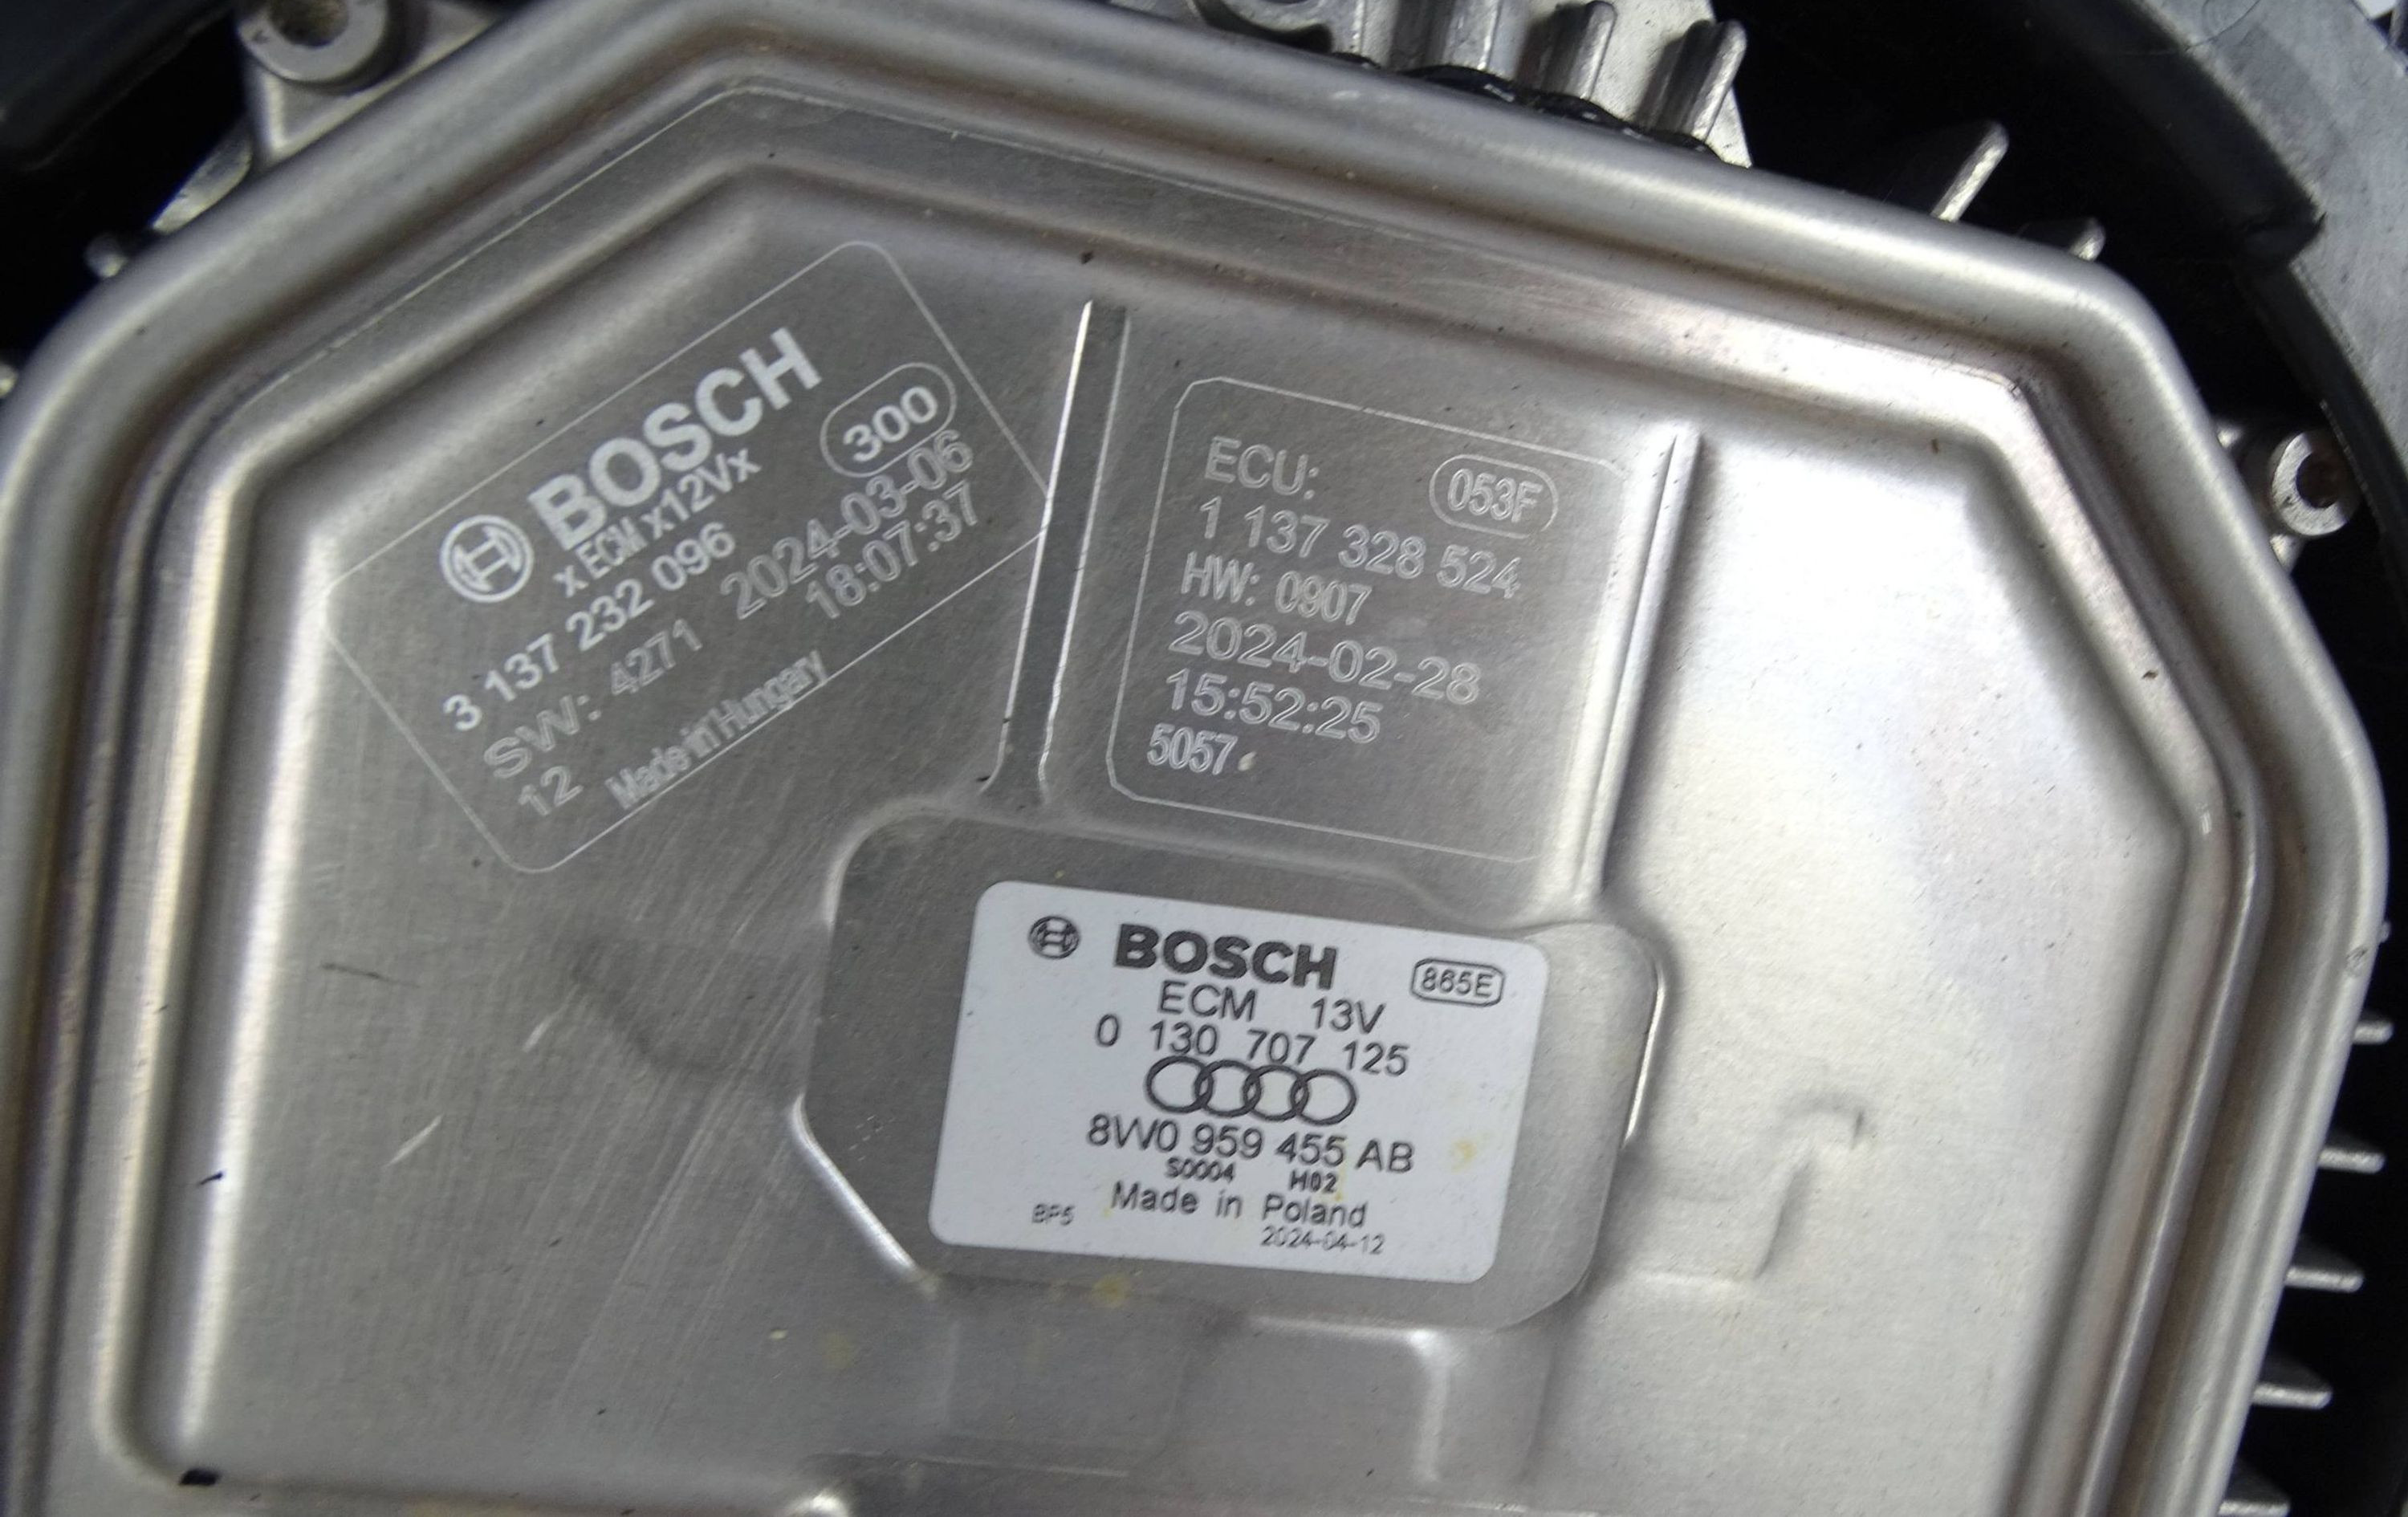 BOSCH
300
x ECM x12Vx
3 137 232 096
SW: 4271 2024-03-06
18:07:37
12 Made in Hungary
ECU: 053F
1 137 328 524
HW: 0907
2024-02-28
15:52:25
5057
BOSCH 865E
ECM 13V
0 130 707 125
8W0 959 455 AB
S0004 H02
Made in Poland
BP5 2024-04-12